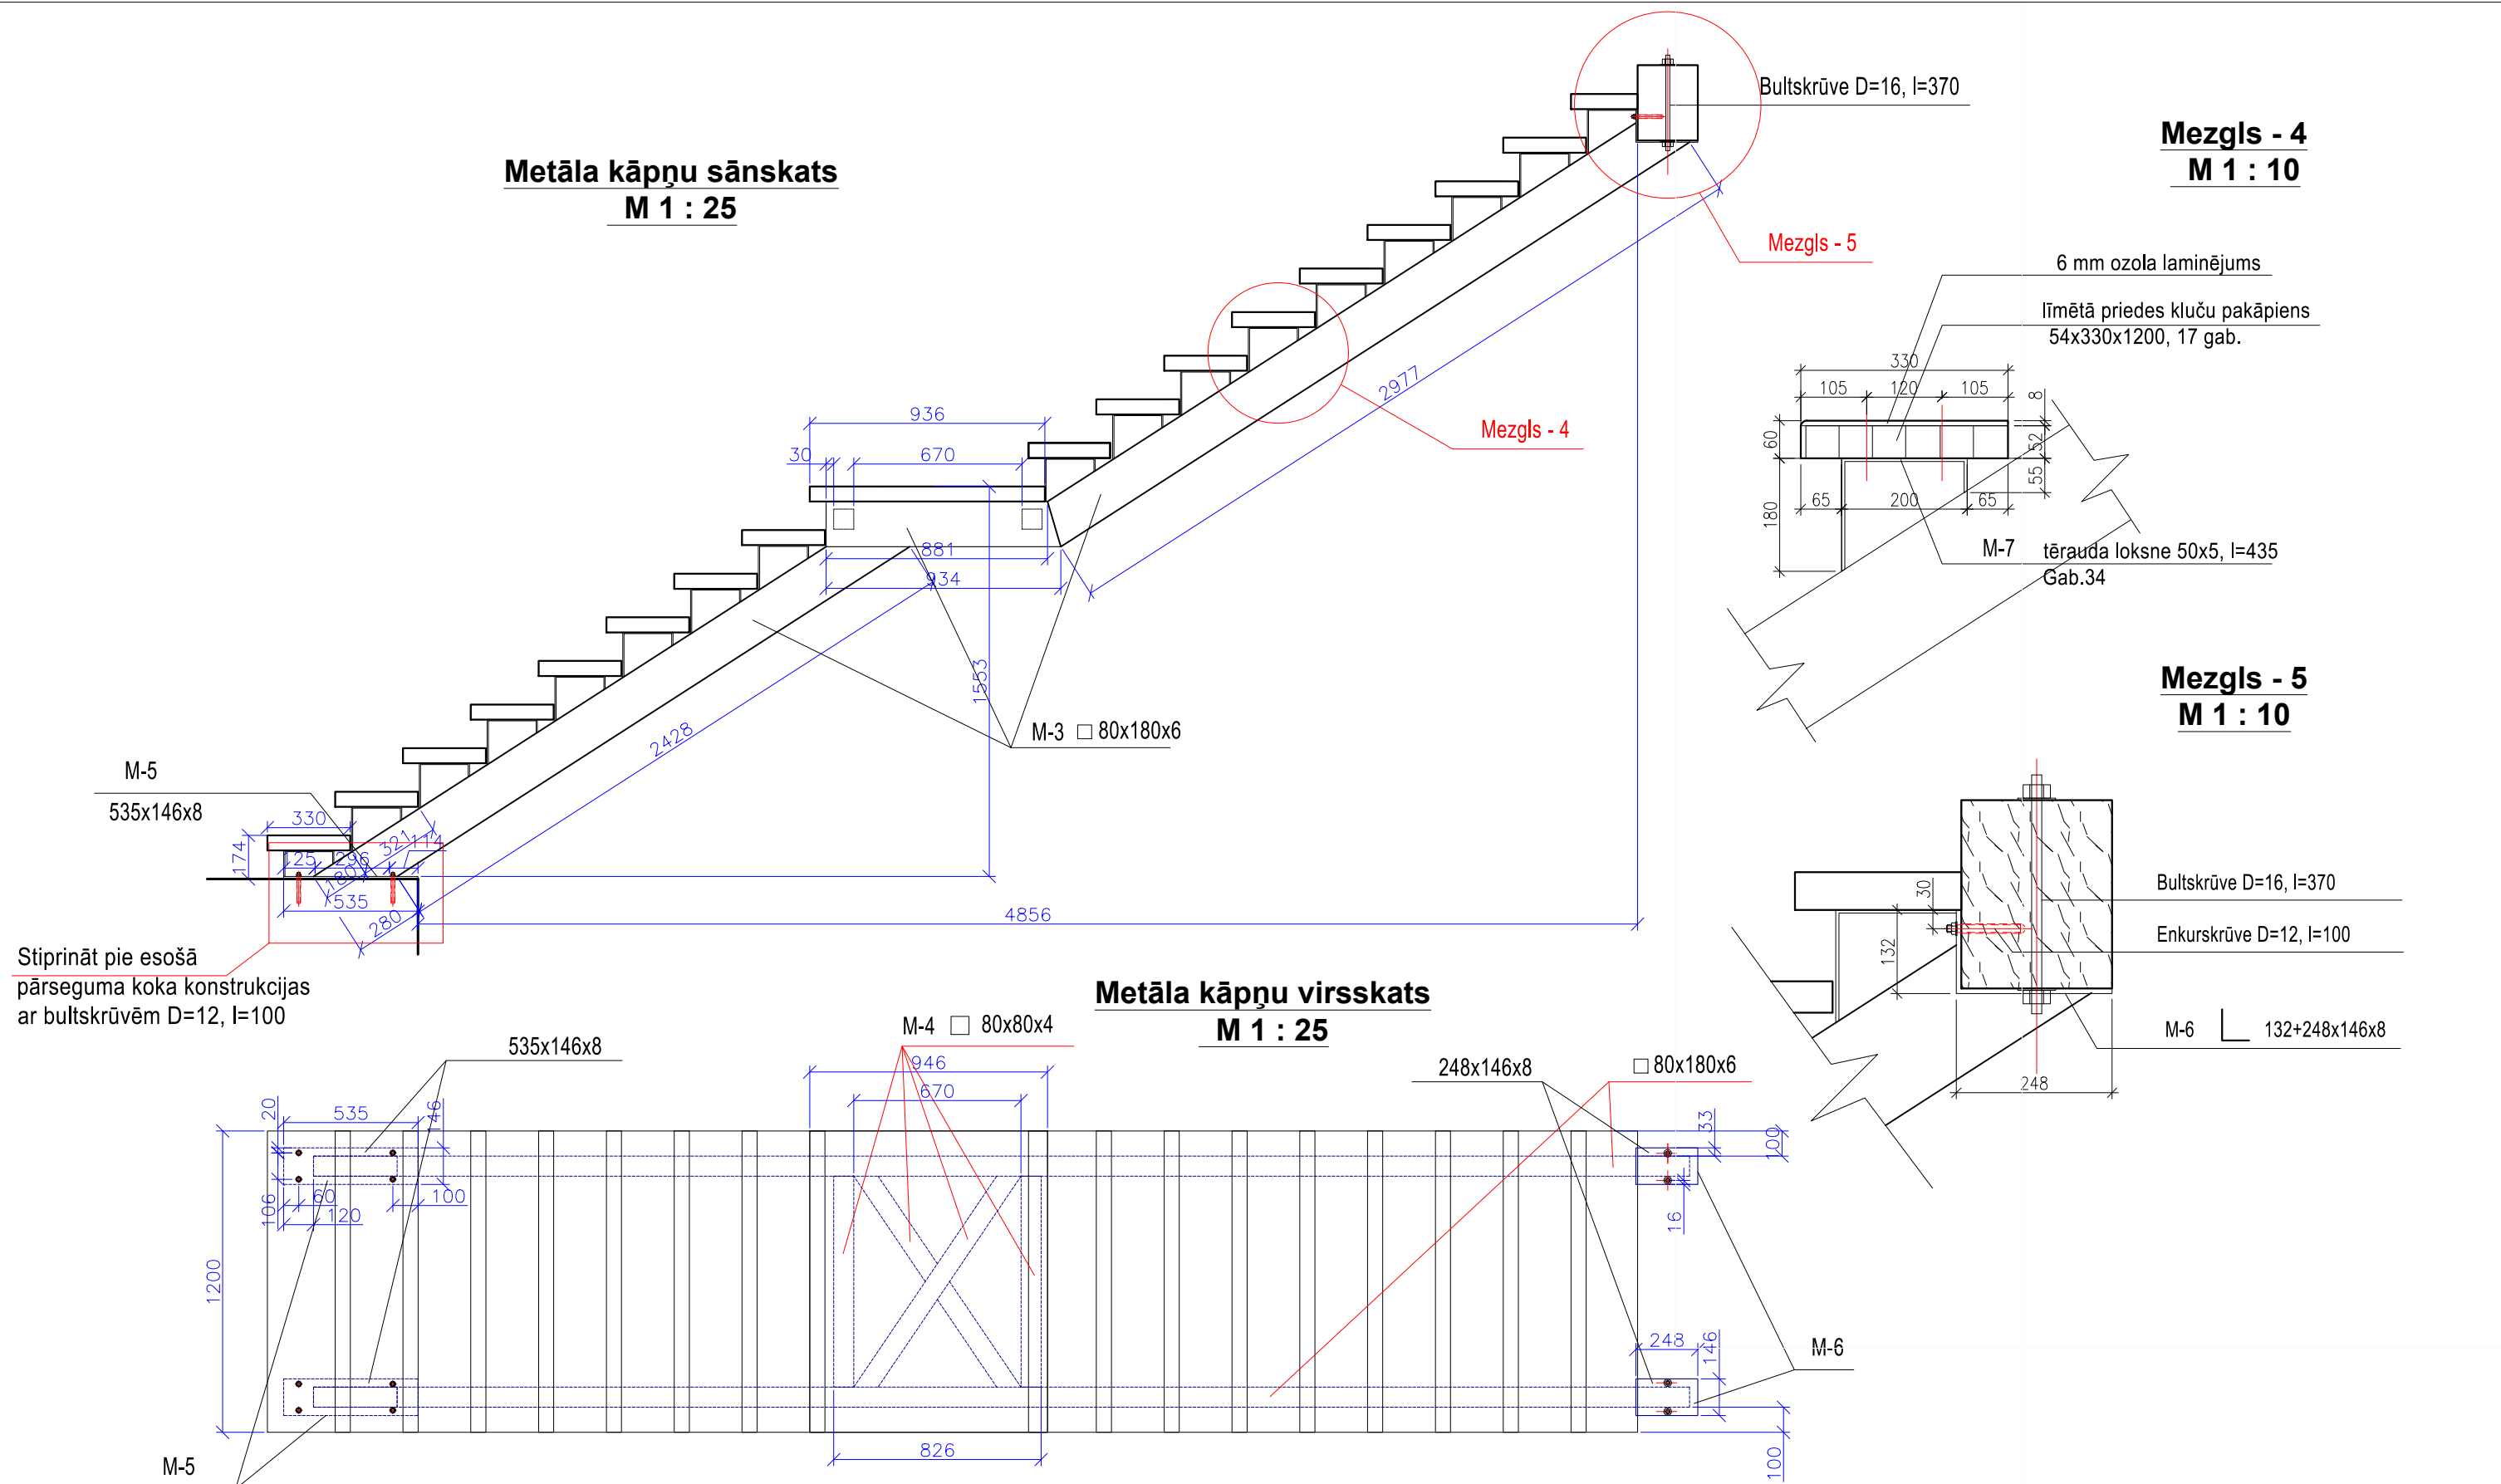 Metāla kāpņu sānskats
M 1 : 25
Bultskrūve D=16, l=370
Mezgls - 5
Mezgls - 4
936
30
670
881
934
1553
2977
2428
M-3 □ 80x180x6
M-5
535x146x8
330
174
25
296
321
114
180
535
280
4856
Stiprināt pie esošā
pārseguma koka konstrukcijas
ar bultskrūvēm D=12, l=100
Mezgls - 4
M 1 : 10
6 mm ozola laminējums
līmētā priedes kluču pakāpiens
54x330x1200, 17 gab.
330
105
120
105
8
60
52
55
65
200
65
180
M-7
tērauda loksne 50x5, l=435
Gab.34
Mezgls - 5
M 1 : 10
30
132
248
Bultskrūve D=16, l=370
Enkurskrūve D=12, l=100
M-6
132+248x146x8
Metāla kāpņu virsskats
M 1 : 25
M-4 □ 80x80x4
535x146x8
946
670
248x146x8
□ 80x180x6
20
535
146
33
100
106
60
120
100
16
1200
248
146
M-6
826
100
M-5